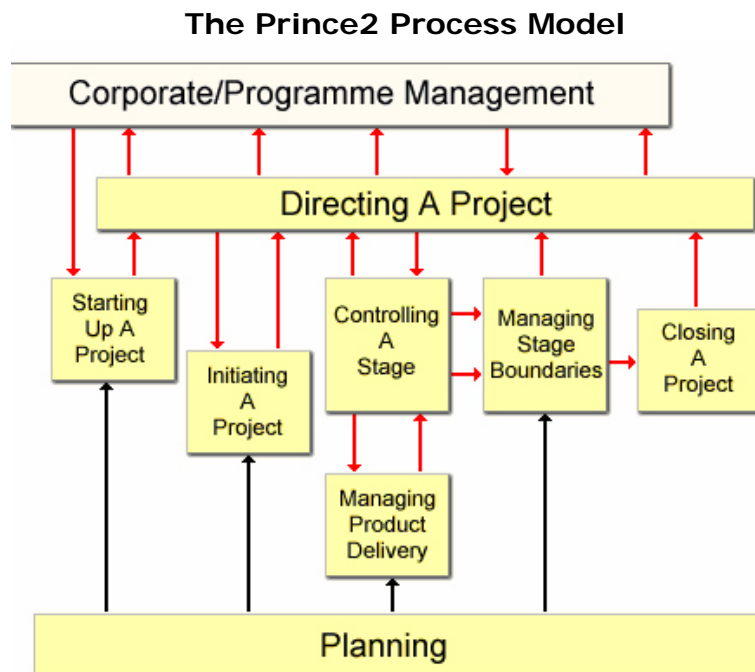 The Prince2 Process Model
Corporate/Programme Management
Directing A Project
Starting
Up A
Project
Initiating
A
Project
Controlling
A
Stage
Managing
Stage
Boundaries
Closing
A
Project
Managing
Product
Delivery
Planning